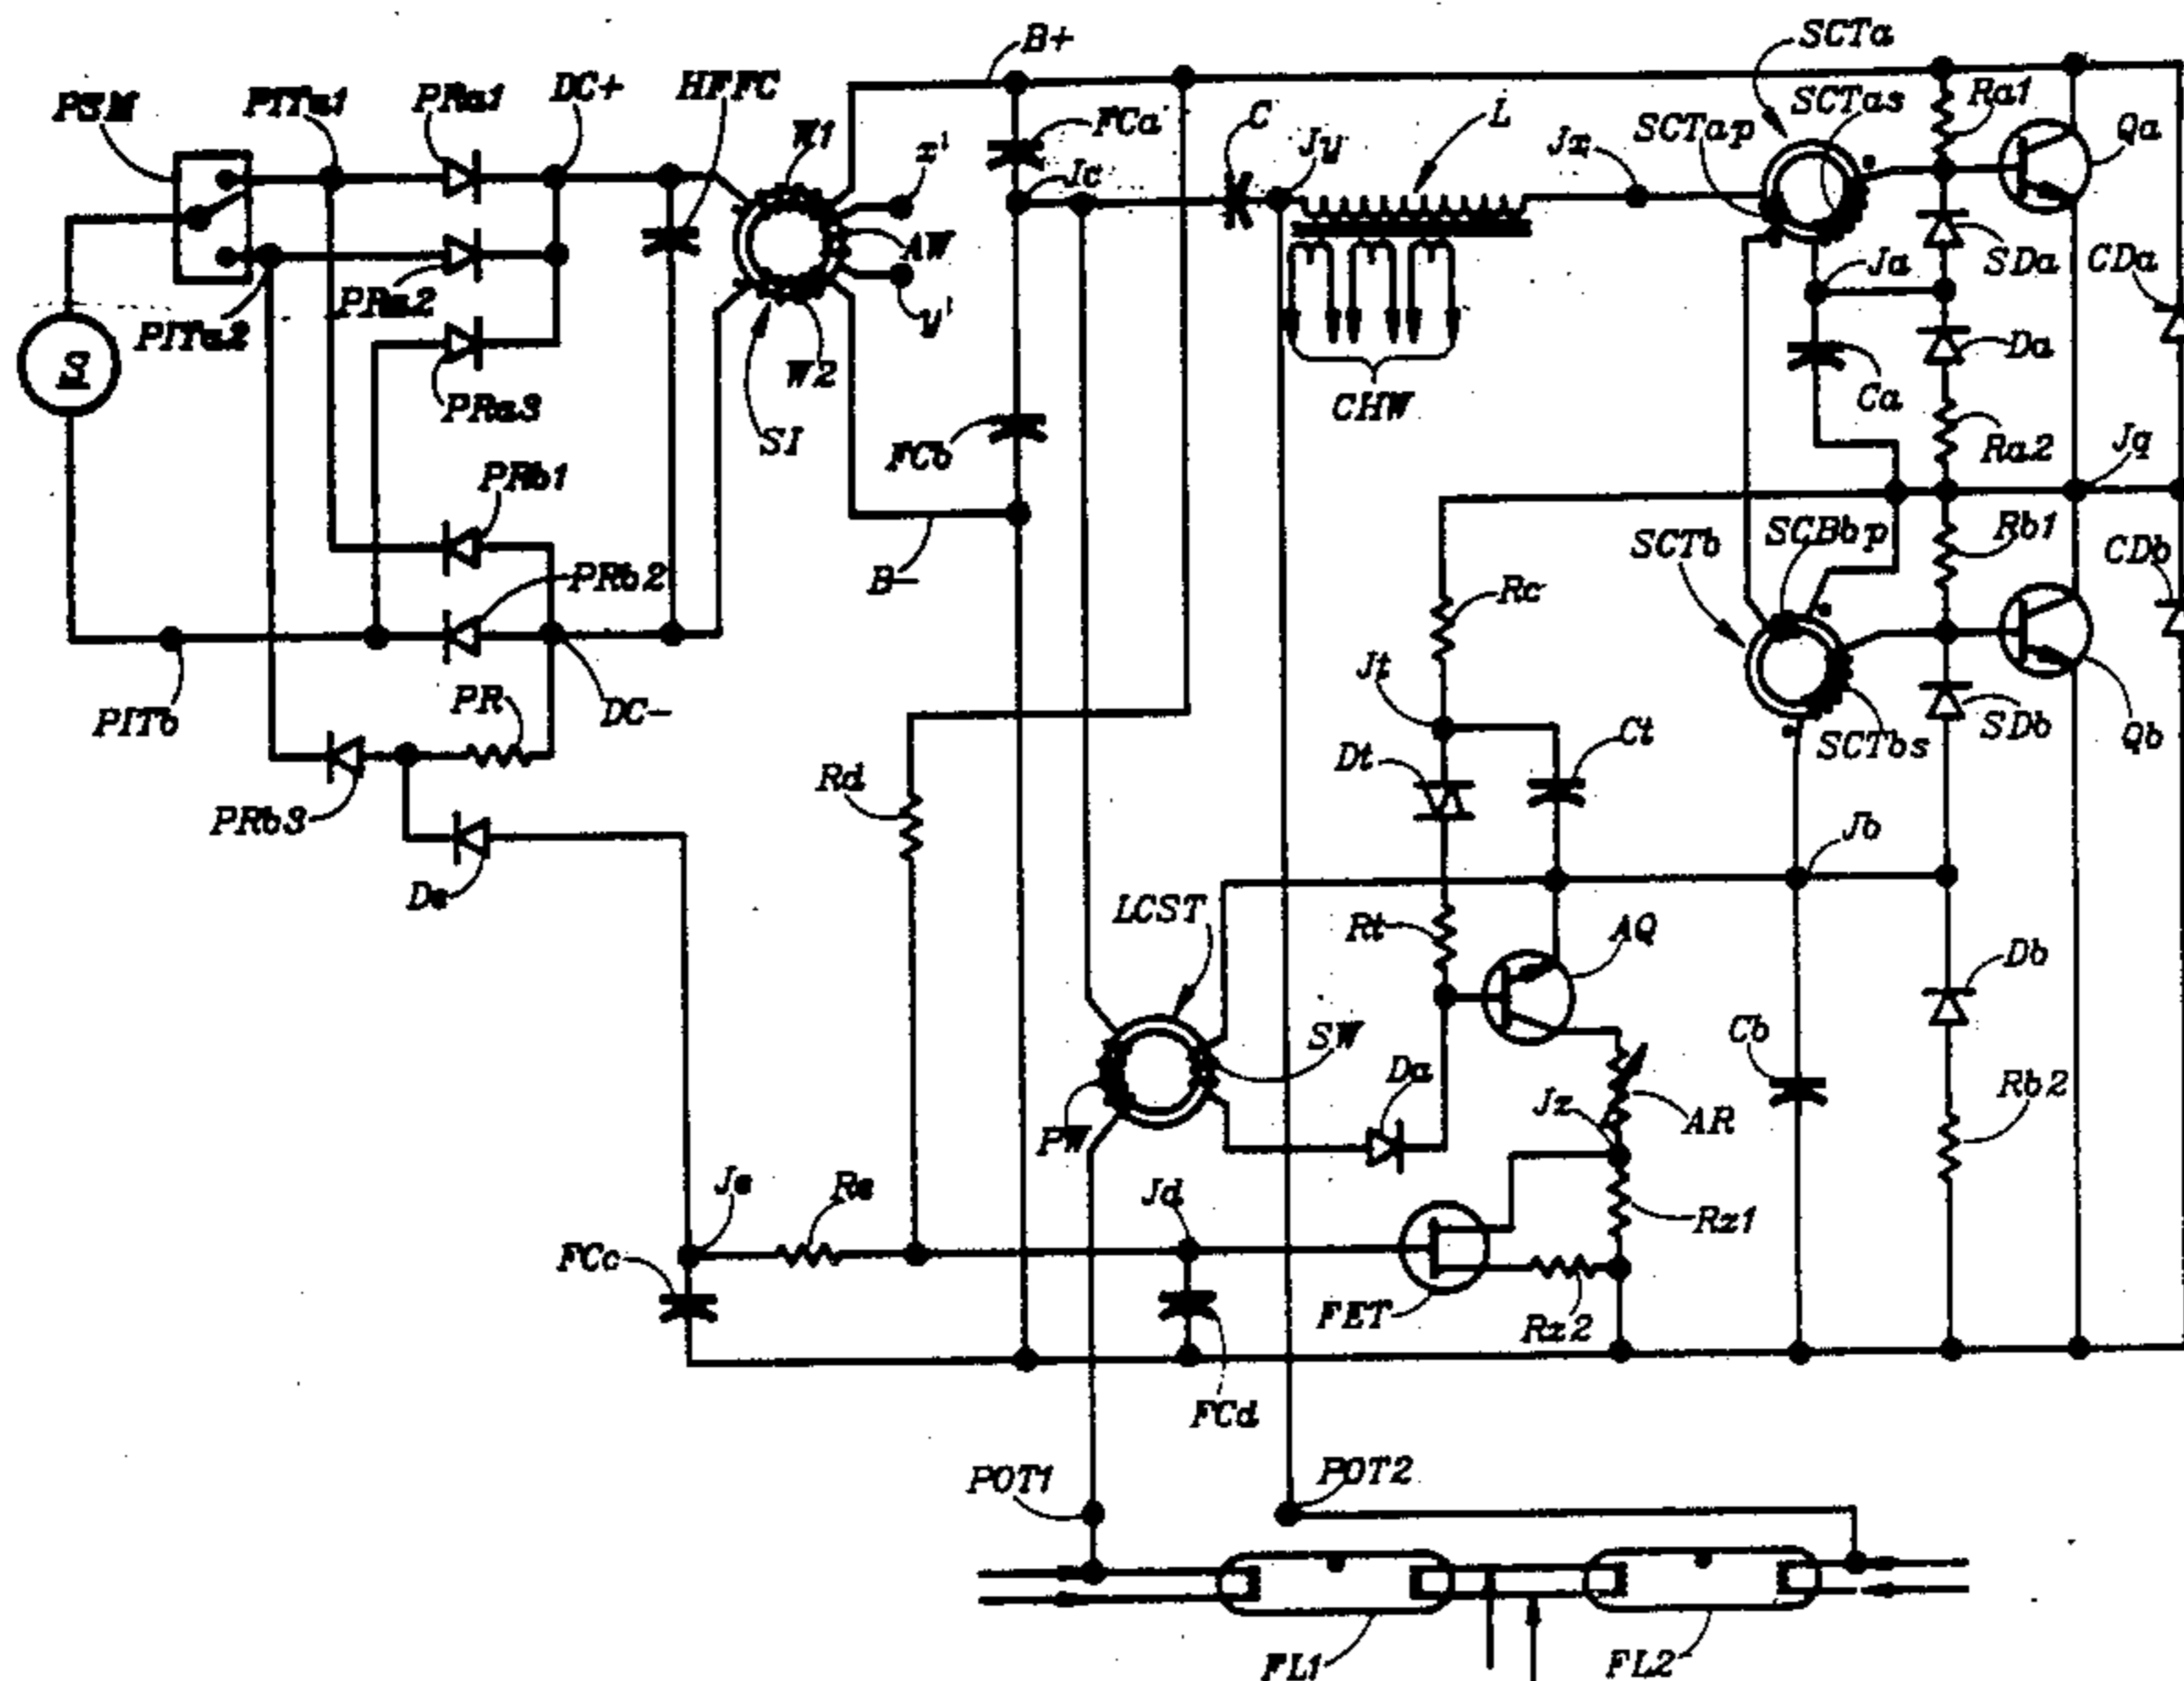 B+
SCTa
PSM
PITa1
PRa1
DC+
HFFC
SCTas
Ra1
FCa
C
L
SCTap
Qa
W1
x'
Jy
Jx
Jc
AW
SDa
Ja
CDa
PRa2
PITa2
y'
Da
S
W2
PRa3
SI
CHW
Ca
Ra2
Jq
FCb
PRb1
SCTb
SCBbp
Rb1
CDb
PRb2
B-
Rc
PITb
PR
DC-
Jt
SCTbs
SDb
Qb
Dt
Ct
PRb3
Rd
Jb
De
LCST
Rt
AQ
Db
SW
Da
Cb
Rb2
PW
Jz
AR
Je
Re
Jd
Rz1
FCc
FET
Rz2
FCd
POT1
POT2
FL1
FL2